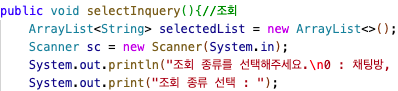 public void selectInquery(){//조회
ArrayList<String> selectedList = new ArrayList<>();
Scanner sc = new Scanner(System.in);
System.out.println("조회 종류를 선택해주세요.\n0 : 채팅방,
System.out.print("조회 종류 선택 : ");